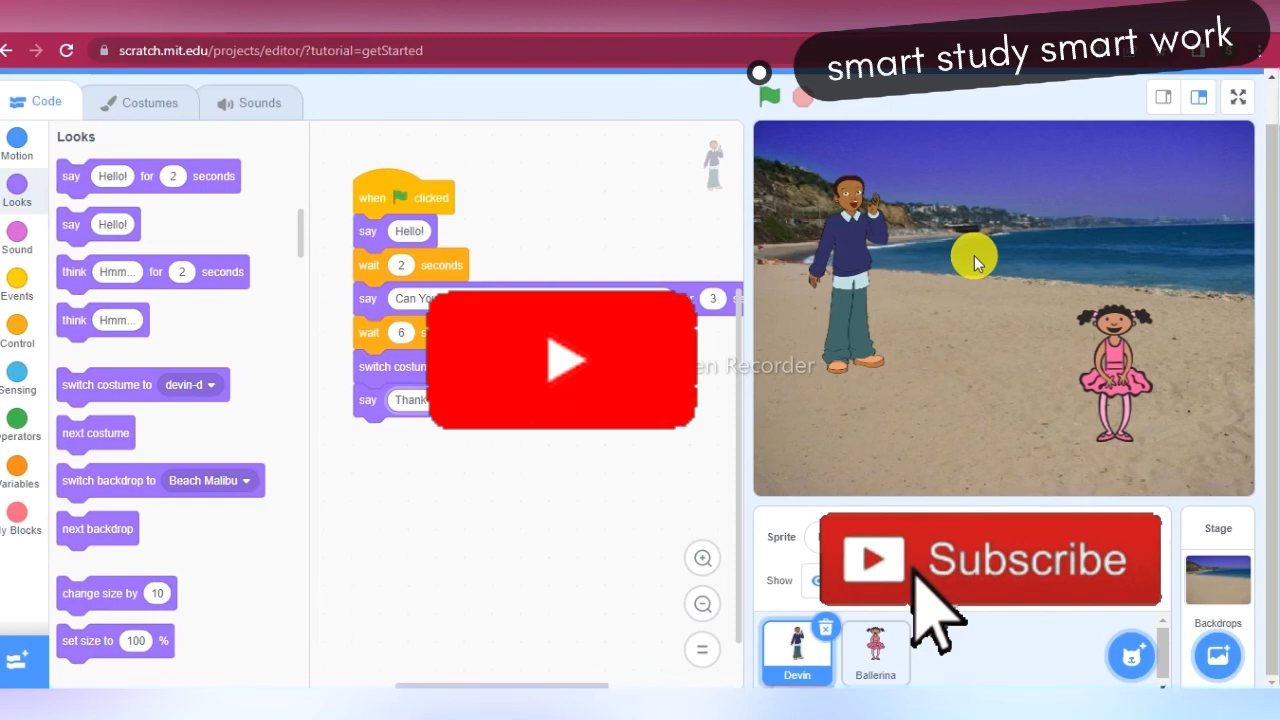 smart study smart work
scratch.mit.edu/projects/editor/?tutorial=getStarted
Code
Costumes
Sounds
Motion
Looks
Sound
Events
Control
Sensing
Operators
Variables
My Blocks
Looks
say Hello! for 2 seconds
say Hello!
think Hmm... for 2 seconds
think Hmm...
switch costume to devin-d
next costume
switch backdrop to Beach Malibu
next backdrop
change size by 10
set size to 100 %
when clicked
say Hello!
wait 2 seconds
say Can 3
wait 6
switch
say Thank
Recorder
Sprite
Show
Subscribe
Devin
Ballerina
Stage
Backdrops